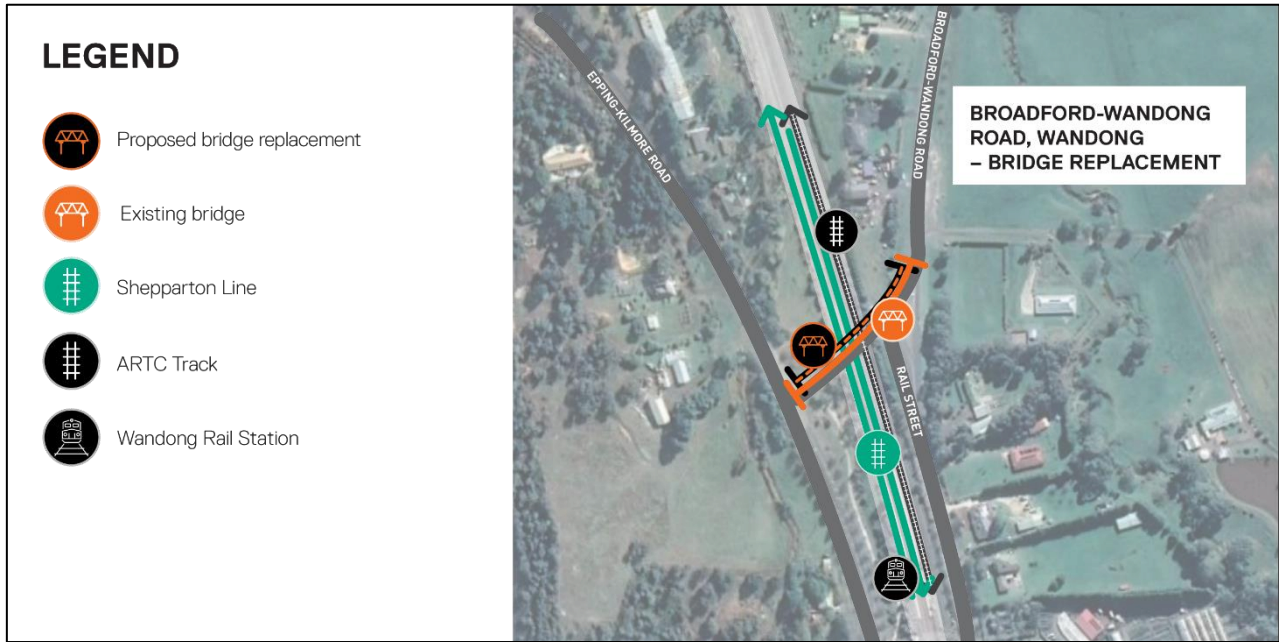 LEGEND
Proposed bridge replacement
Existing bridge
Shepparton Line
ARTC Track
Wandong Rail Station
EPPING-KILMORE ROAD
BROADFORD-WANDONG ROAD
RAIL STREET
BROADFORD-WANDONG
ROAD, WANDONG
– BRIDGE REPLACEMENT